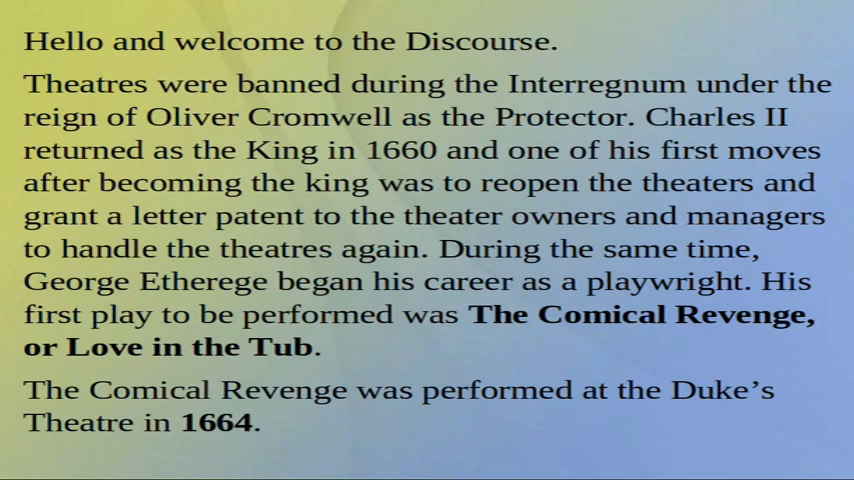 Hello and welcome to the Discourse.
Theatres were banned during the Interregnum under the
reign of Oliver Cromwell as the Protector. Charles II
returned as the King in 1660 and one of his first moves
after becoming the king was to reopen the theaters and
grant a letter patent to the theater owners and managers
to handle the theatres again. During the same time,
George Etherege began his career as a playwright. His
first play to be performed was The Comical Revenge,
or Love in the Tub.
The Comical Revenge was performed at the Duke’s
Theatre in 1664.